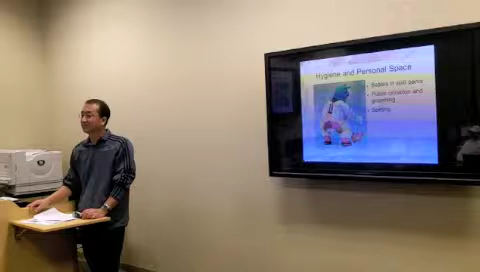 Hygiene and Personal Space
Babies in split pants
Public urination and
grooming
Spitting